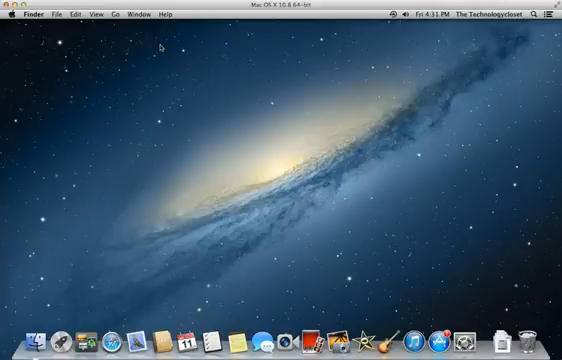 Mac OS X 10.8 64-bit
Finder File Edit View Go Window Help Fri 4:31 PM The Technologycloset
11